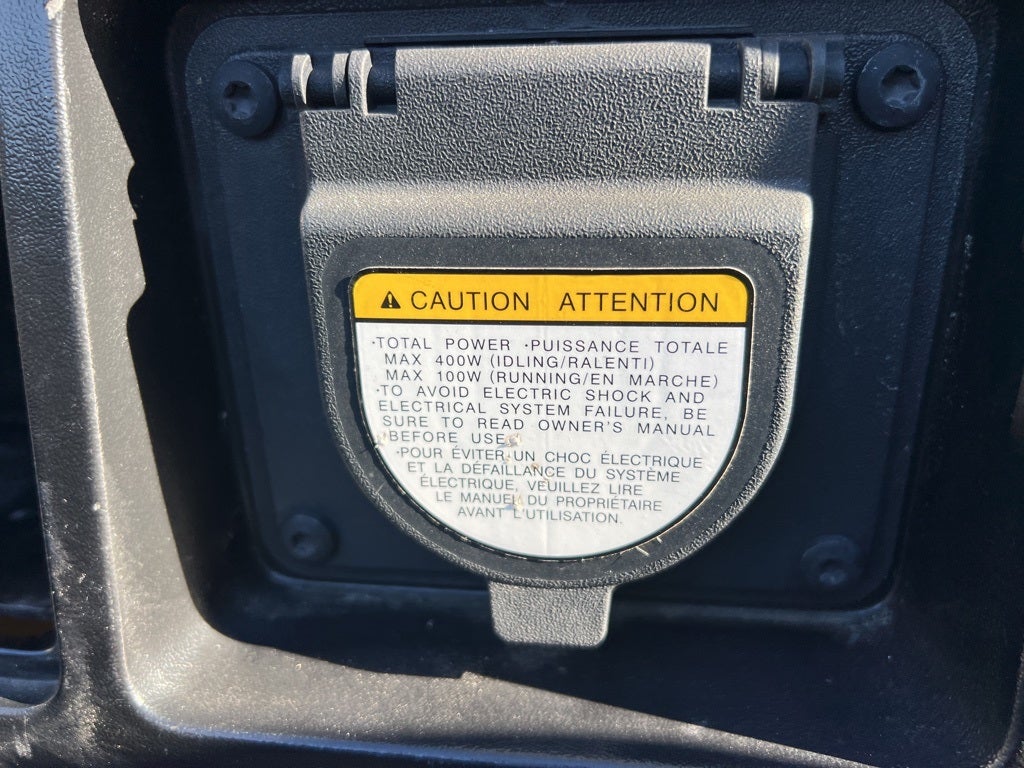 CAUTION ATTENTION
·TOTAL POWER ·PUISSANCE TOTALE
MAX 400W (IDLING/RALENTI)
MAX 100W (RUNNING/EN MARCHE)
·TO AVOID ELECTRIC SHOCK AND
ELECTRICAL SYSTEM FAILURE, BE
SURE TO READ OWNER'S MANUAL
BEFORE USE.
·POUR ÉVITER UN CHOC ÉLECTRIQUE
ET LA DÉFAILLANCE DU SYSTÈME
ÉLECTRIQUE, VEUILLEZ LIRE
LE MANUEL DU PROPRIÉTAIRE
AVANT L'UTILISATION.